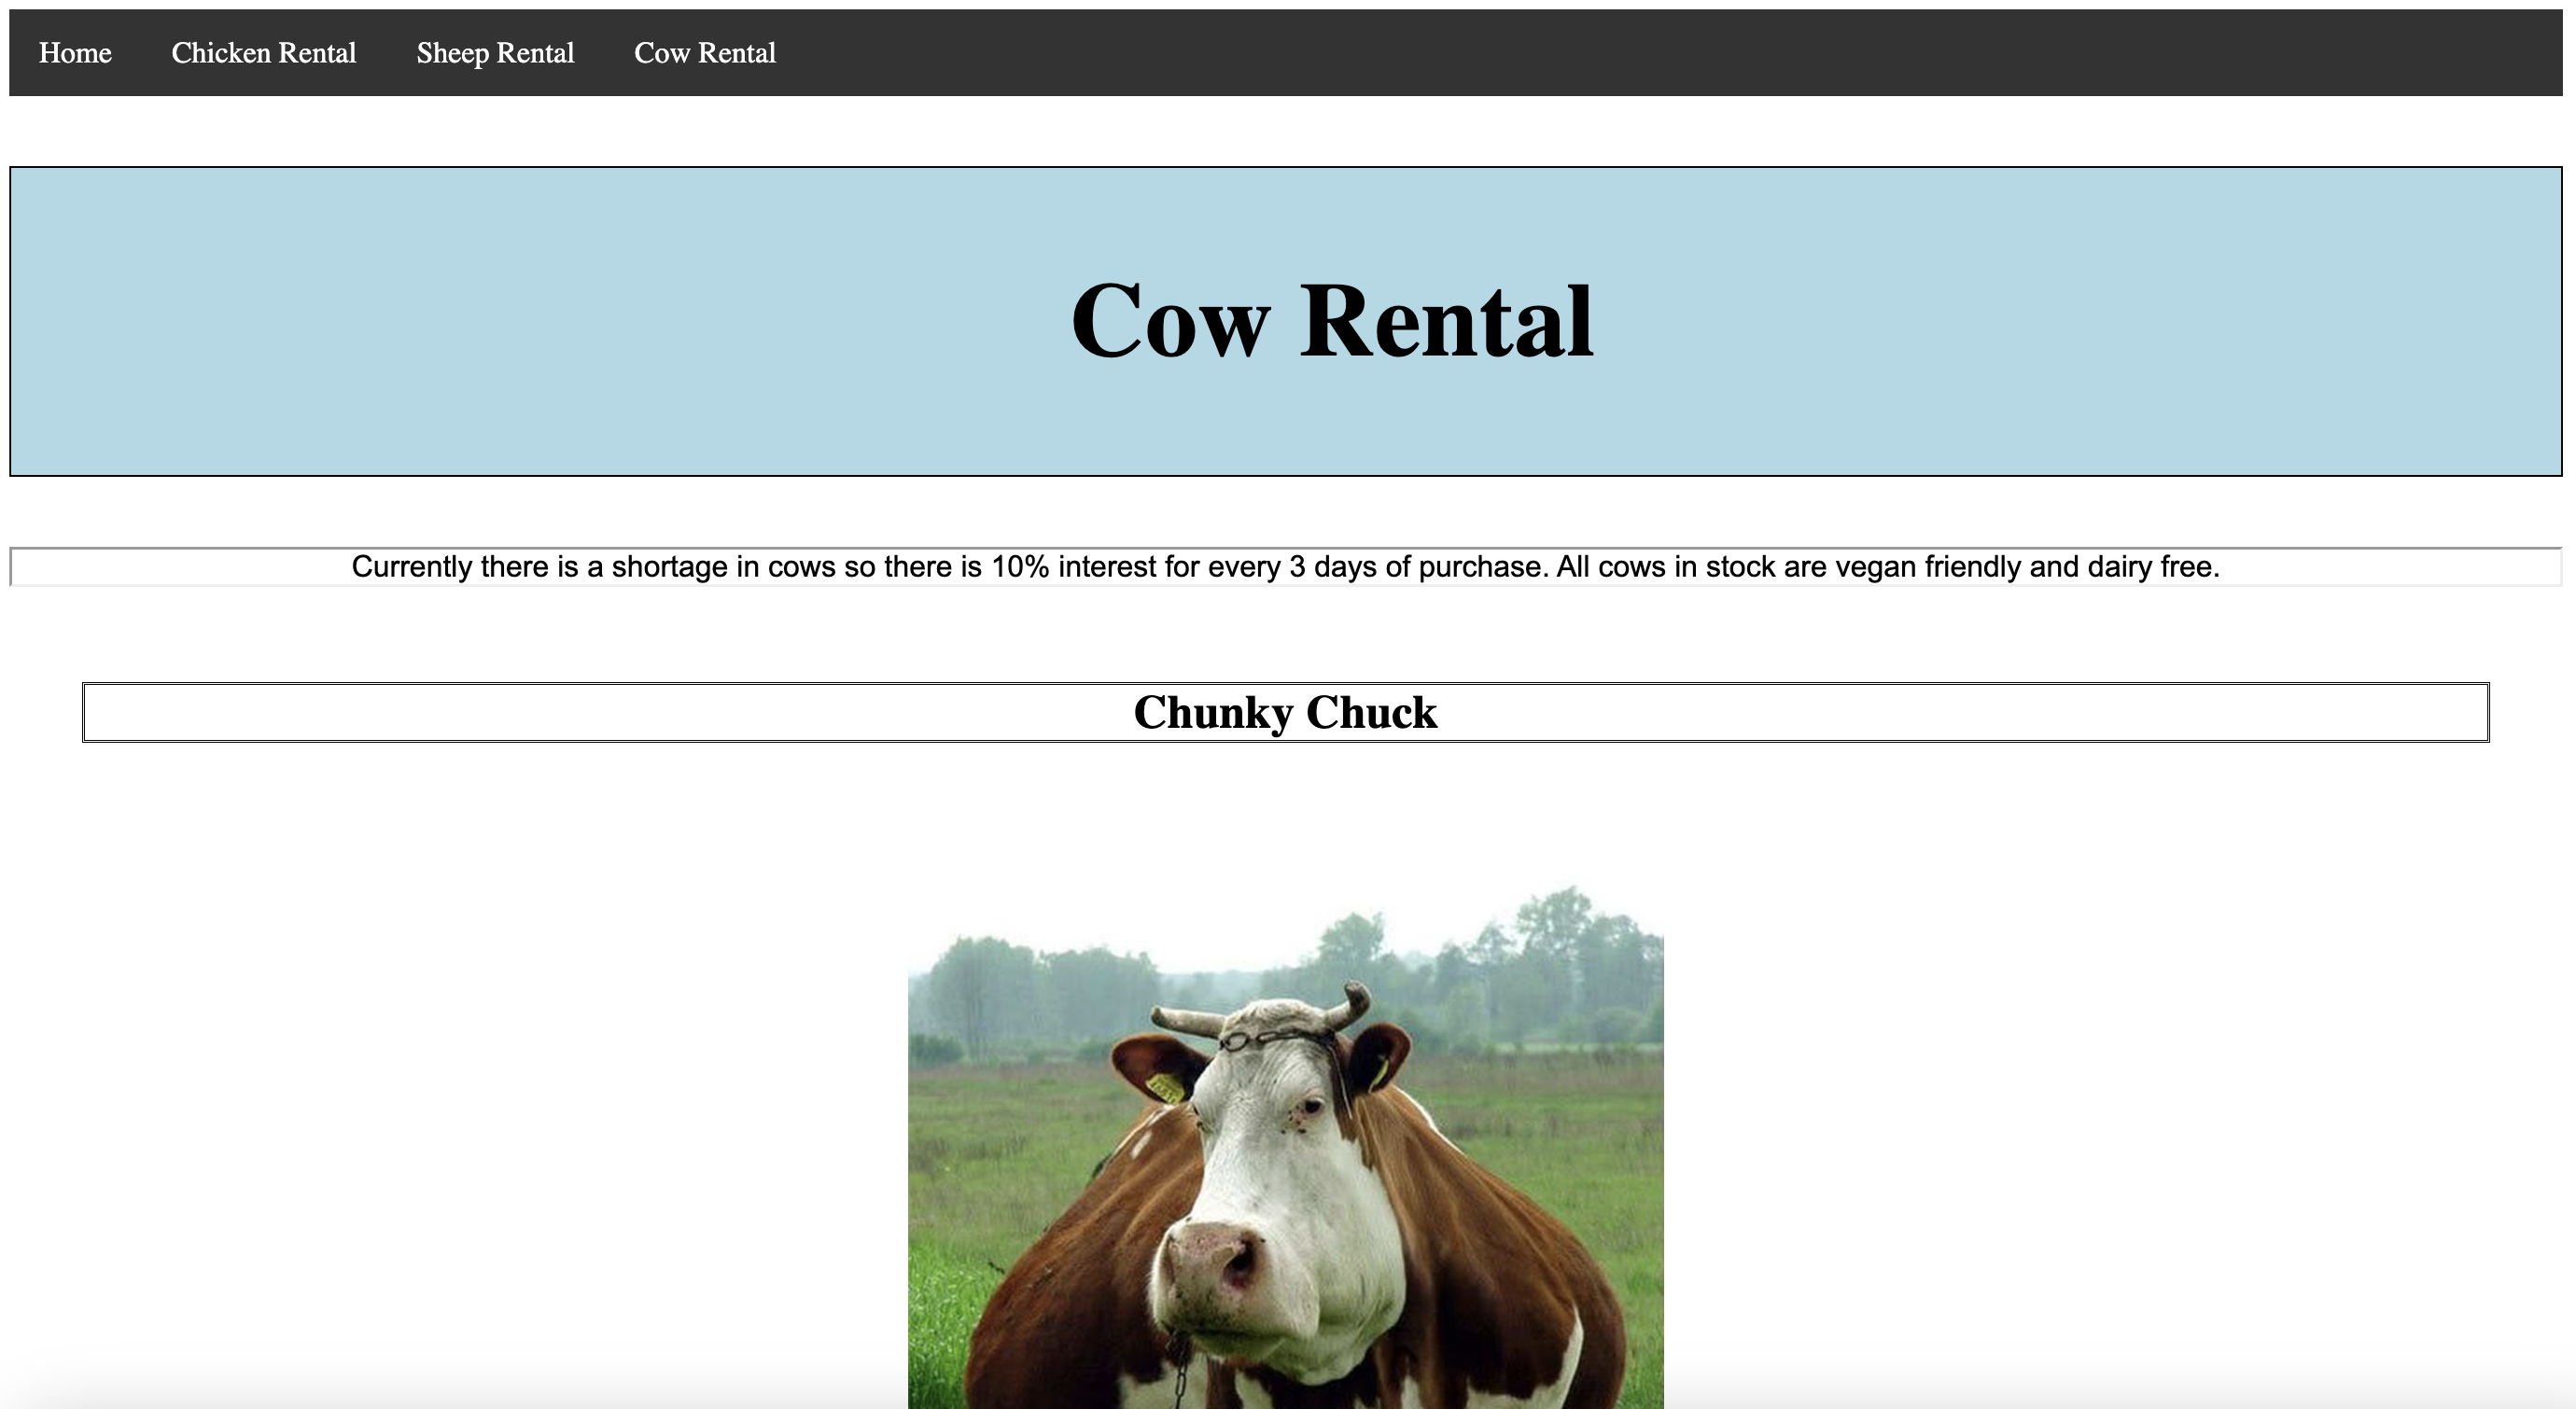 Home Chicken Rental Sheep Rental Cow Rental
Cow Rental
Currently there is a shortage in cows so there is 10% interest for every 3 days of purchase. All cows in stock are vegan friendly and dairy free.
Chunky Chuck